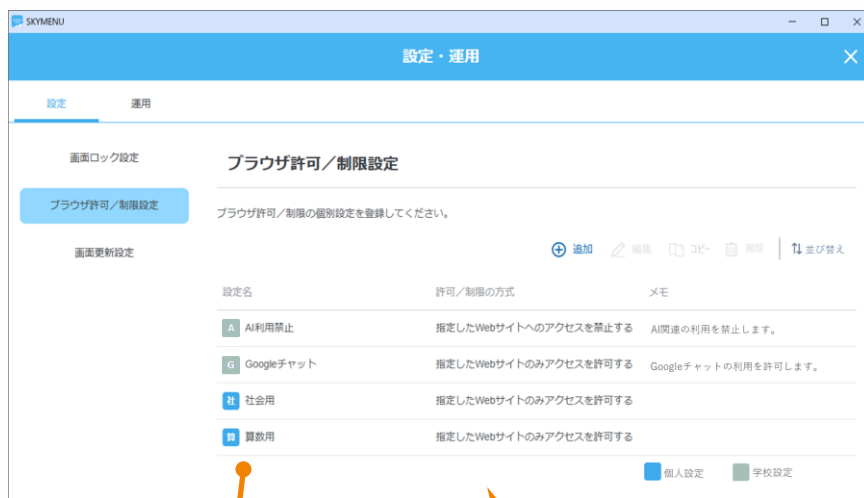 SKYMENU
設定・運用
設定 運用
画面ロック設定
ブラウザ許可／制限設定
画面更新設定
ブラウザ許可／制限設定
ブラウザ許可／制限の個別設定を登録してください。
追加 編集 コピー 削除 並び替え
設定名 許可／制限の方式 メモ
A AI利用禁止 指定したWebサイトへのアクセスを禁止する AI関連の利用を禁止します。
G Googleチャット 指定したWebサイトのみアクセスを許可する Googleチャットの利用を許可します。
社 社会用 指定したWebサイトのみアクセスを許可する
算 算数用 指定したWebサイトのみアクセスを許可する
個人設定 学校設定